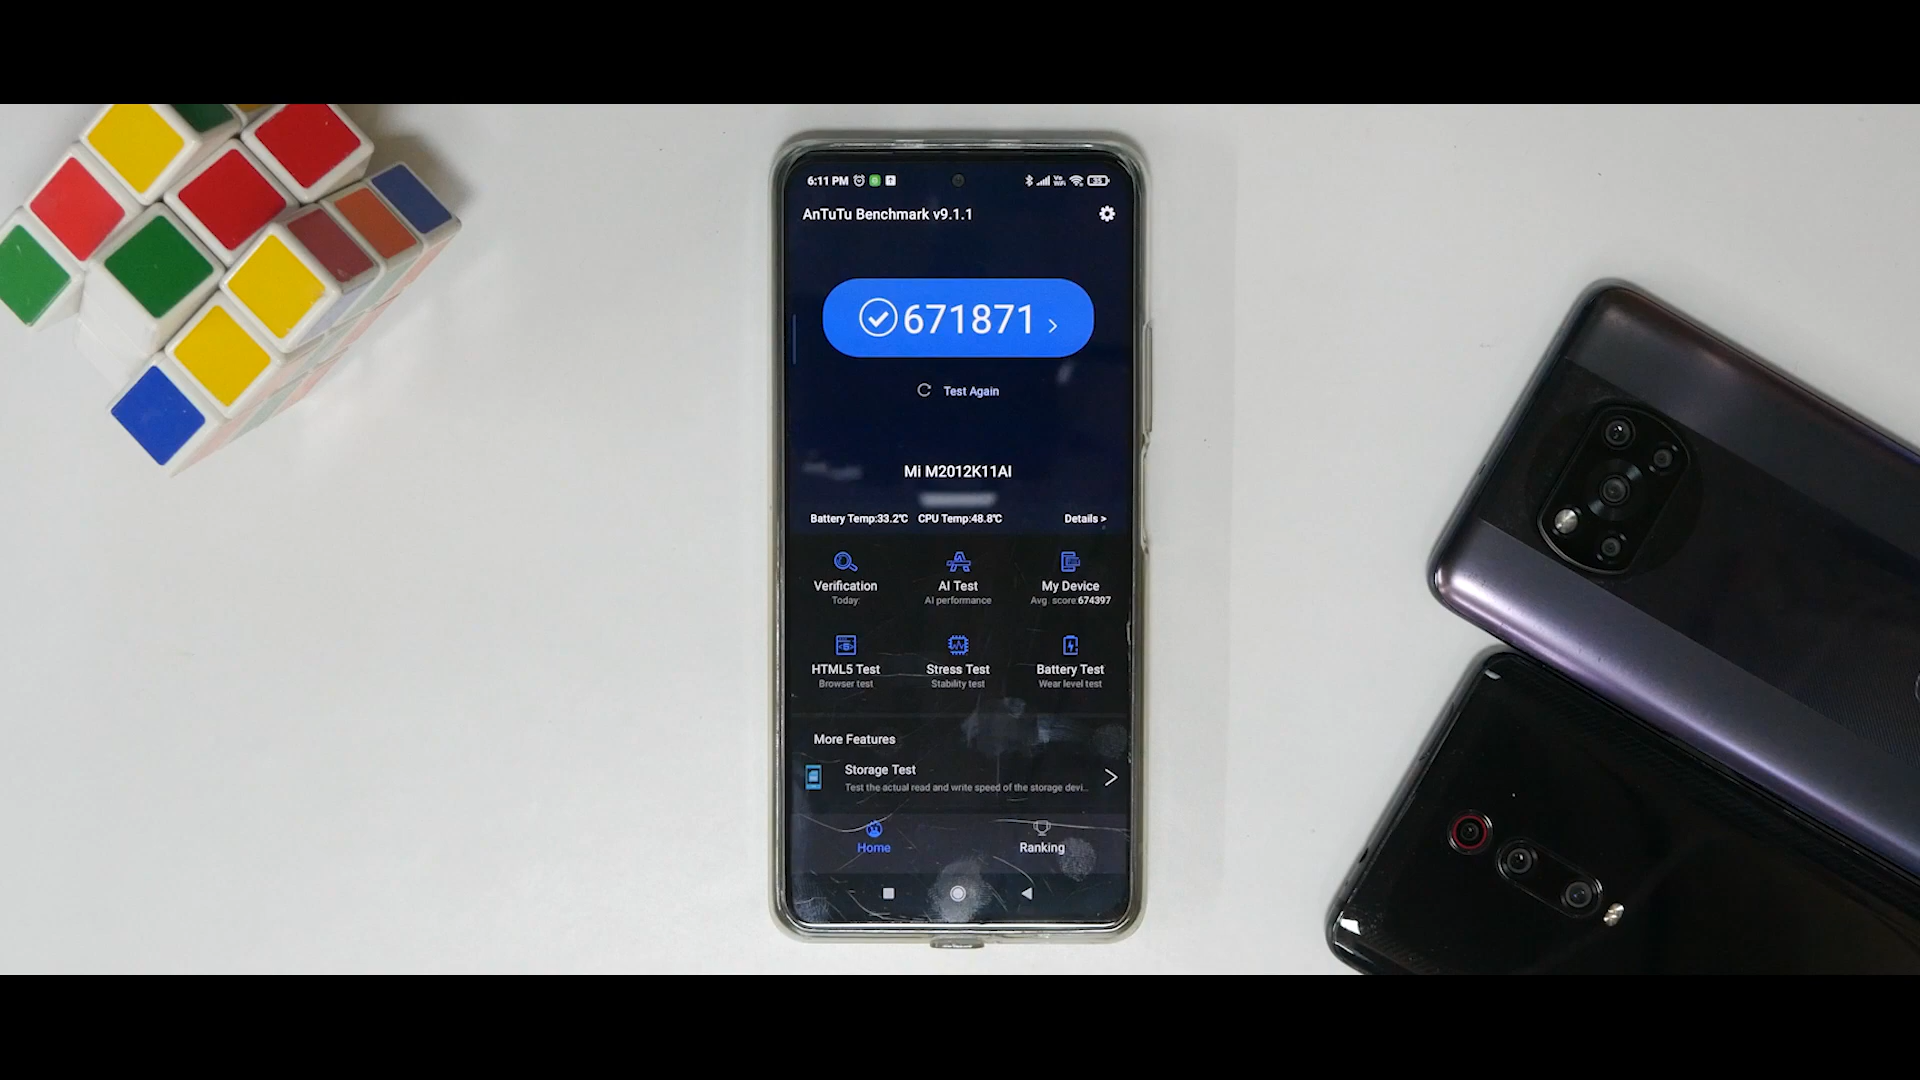 6:11 PM
Vo WiFi 35
AnTuTu Benchmark v9.1.1
671871 >
Test Again
Mi M2012K11AI
Battery Temp:33.2℃ CPU Temp:48.8℃ Details >
Verification AI Test My Device
Today: AI performance Avg. score:674397
HTML5 Test Stress Test Battery Test
Browser test Stability test Wear level test
More Features
Storage Test
Test the actual read and write speed of the storage devi...
Home Ranking